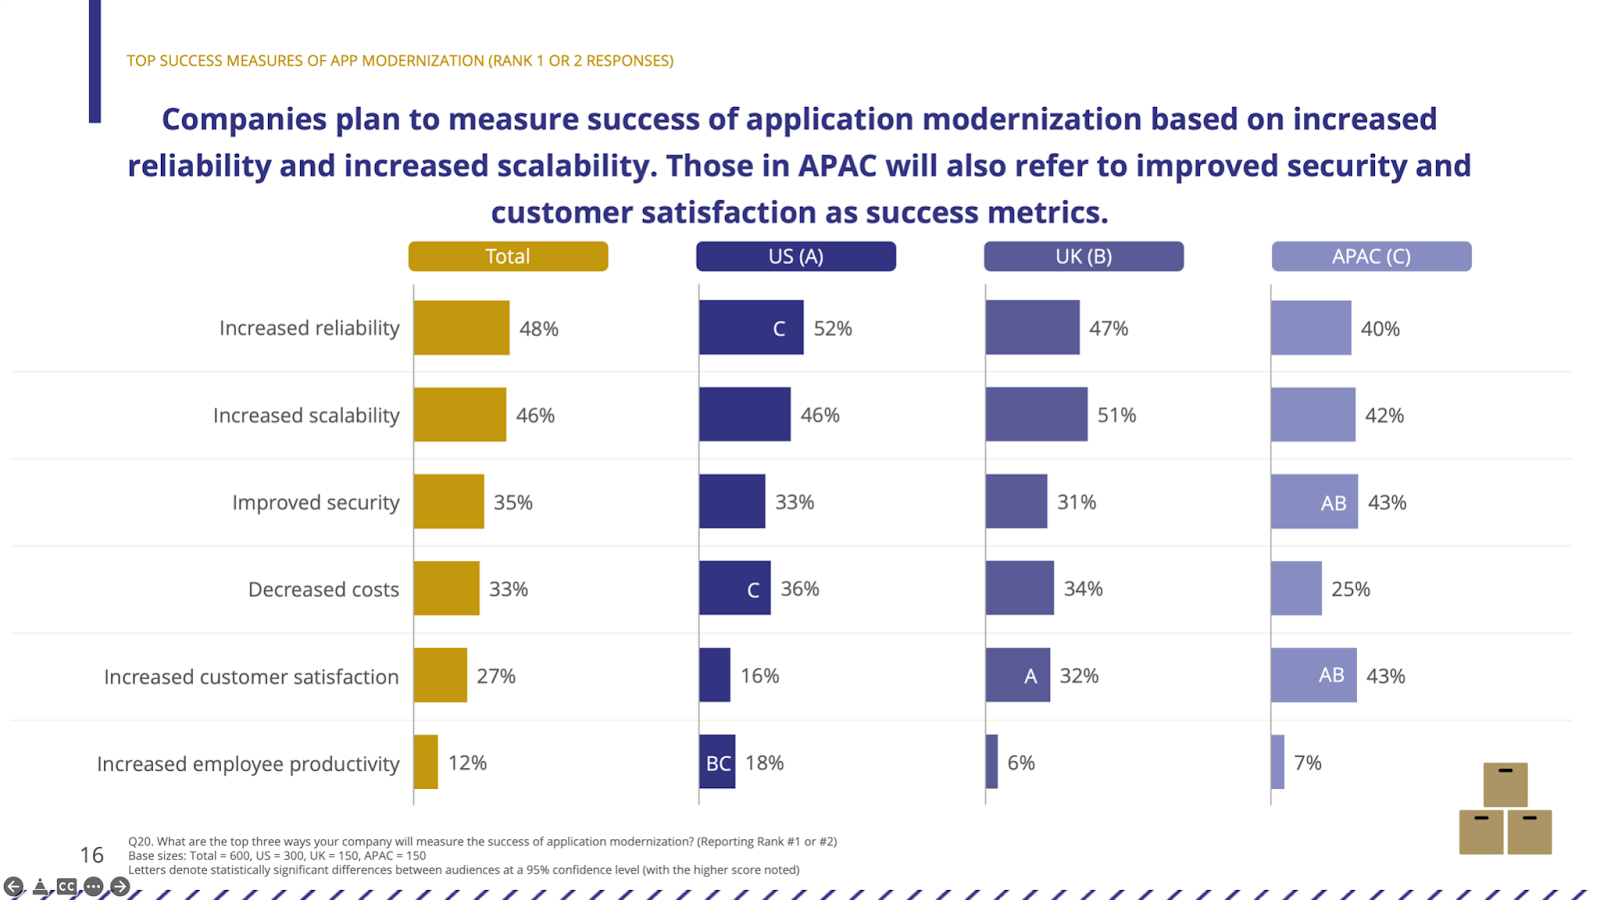 TOP SUCCESS MEASURES OF APP MODERNIZATION (RANK 1 OR 2 RESPONSES)
Companies plan to measure success of application modernization based on increased
reliability and increased scalability. Those in APAC will also refer to improved security and
customer satisfaction as success metrics.
Total US (A) UK (B) APAC (C)
Increased reliability 48% C 52% 47% 40%
Increased scalability 46% 46% 51% 42%
Improved security 35% 33% 31% AB 43%
Decreased costs 33% C 36% 34% 25%
Increased customer satisfaction 27% 16% A 32% AB 43%
Increased employee productivity 12% BC 18% 6% 7%
Q20. What are the top three ways your company will measure the success of application modernization? (Reporting Rank #1 or #2)
16 Base sizes: Total = 600, US = 300, UK = 150, APAC = 150
Letters denote statistically significant differences between audiences at a 95% confidence level (with the higher score noted)
CC